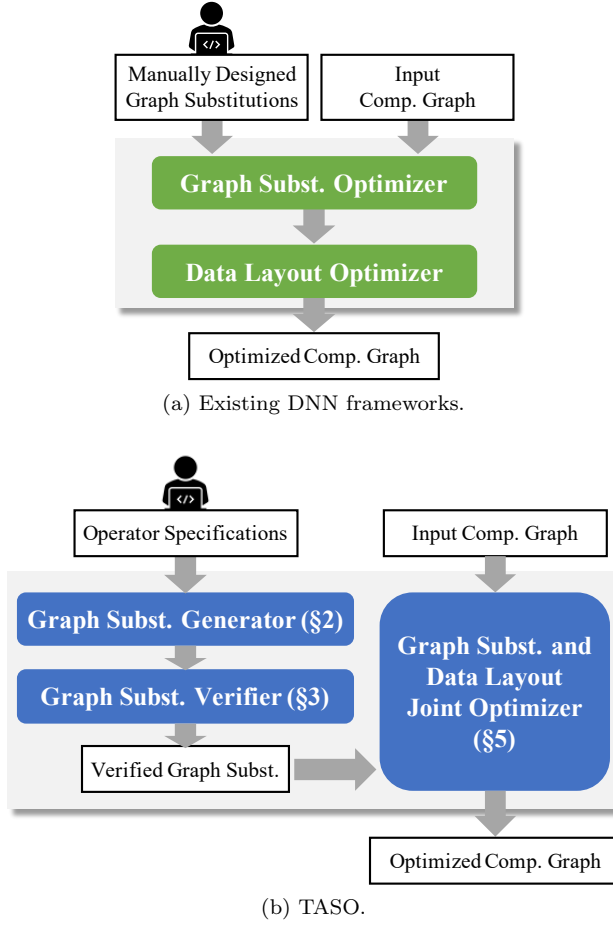 </>
Manually Designed
Graph Substitutions
Input
Comp. Graph
Graph Subst. Optimizer
Data Layout Optimizer
Optimized Comp. Graph
(a) Existing DNN frameworks.
</>
Operator Specifications
Input Comp. Graph
Graph Subst. Generator (§2)
Graph Subst. Verifier (§3)
Verified Graph Subst.
Graph Subst. and
Data Layout
Joint Optimizer
(§5)
Optimized Comp. Graph
(b) TASO.